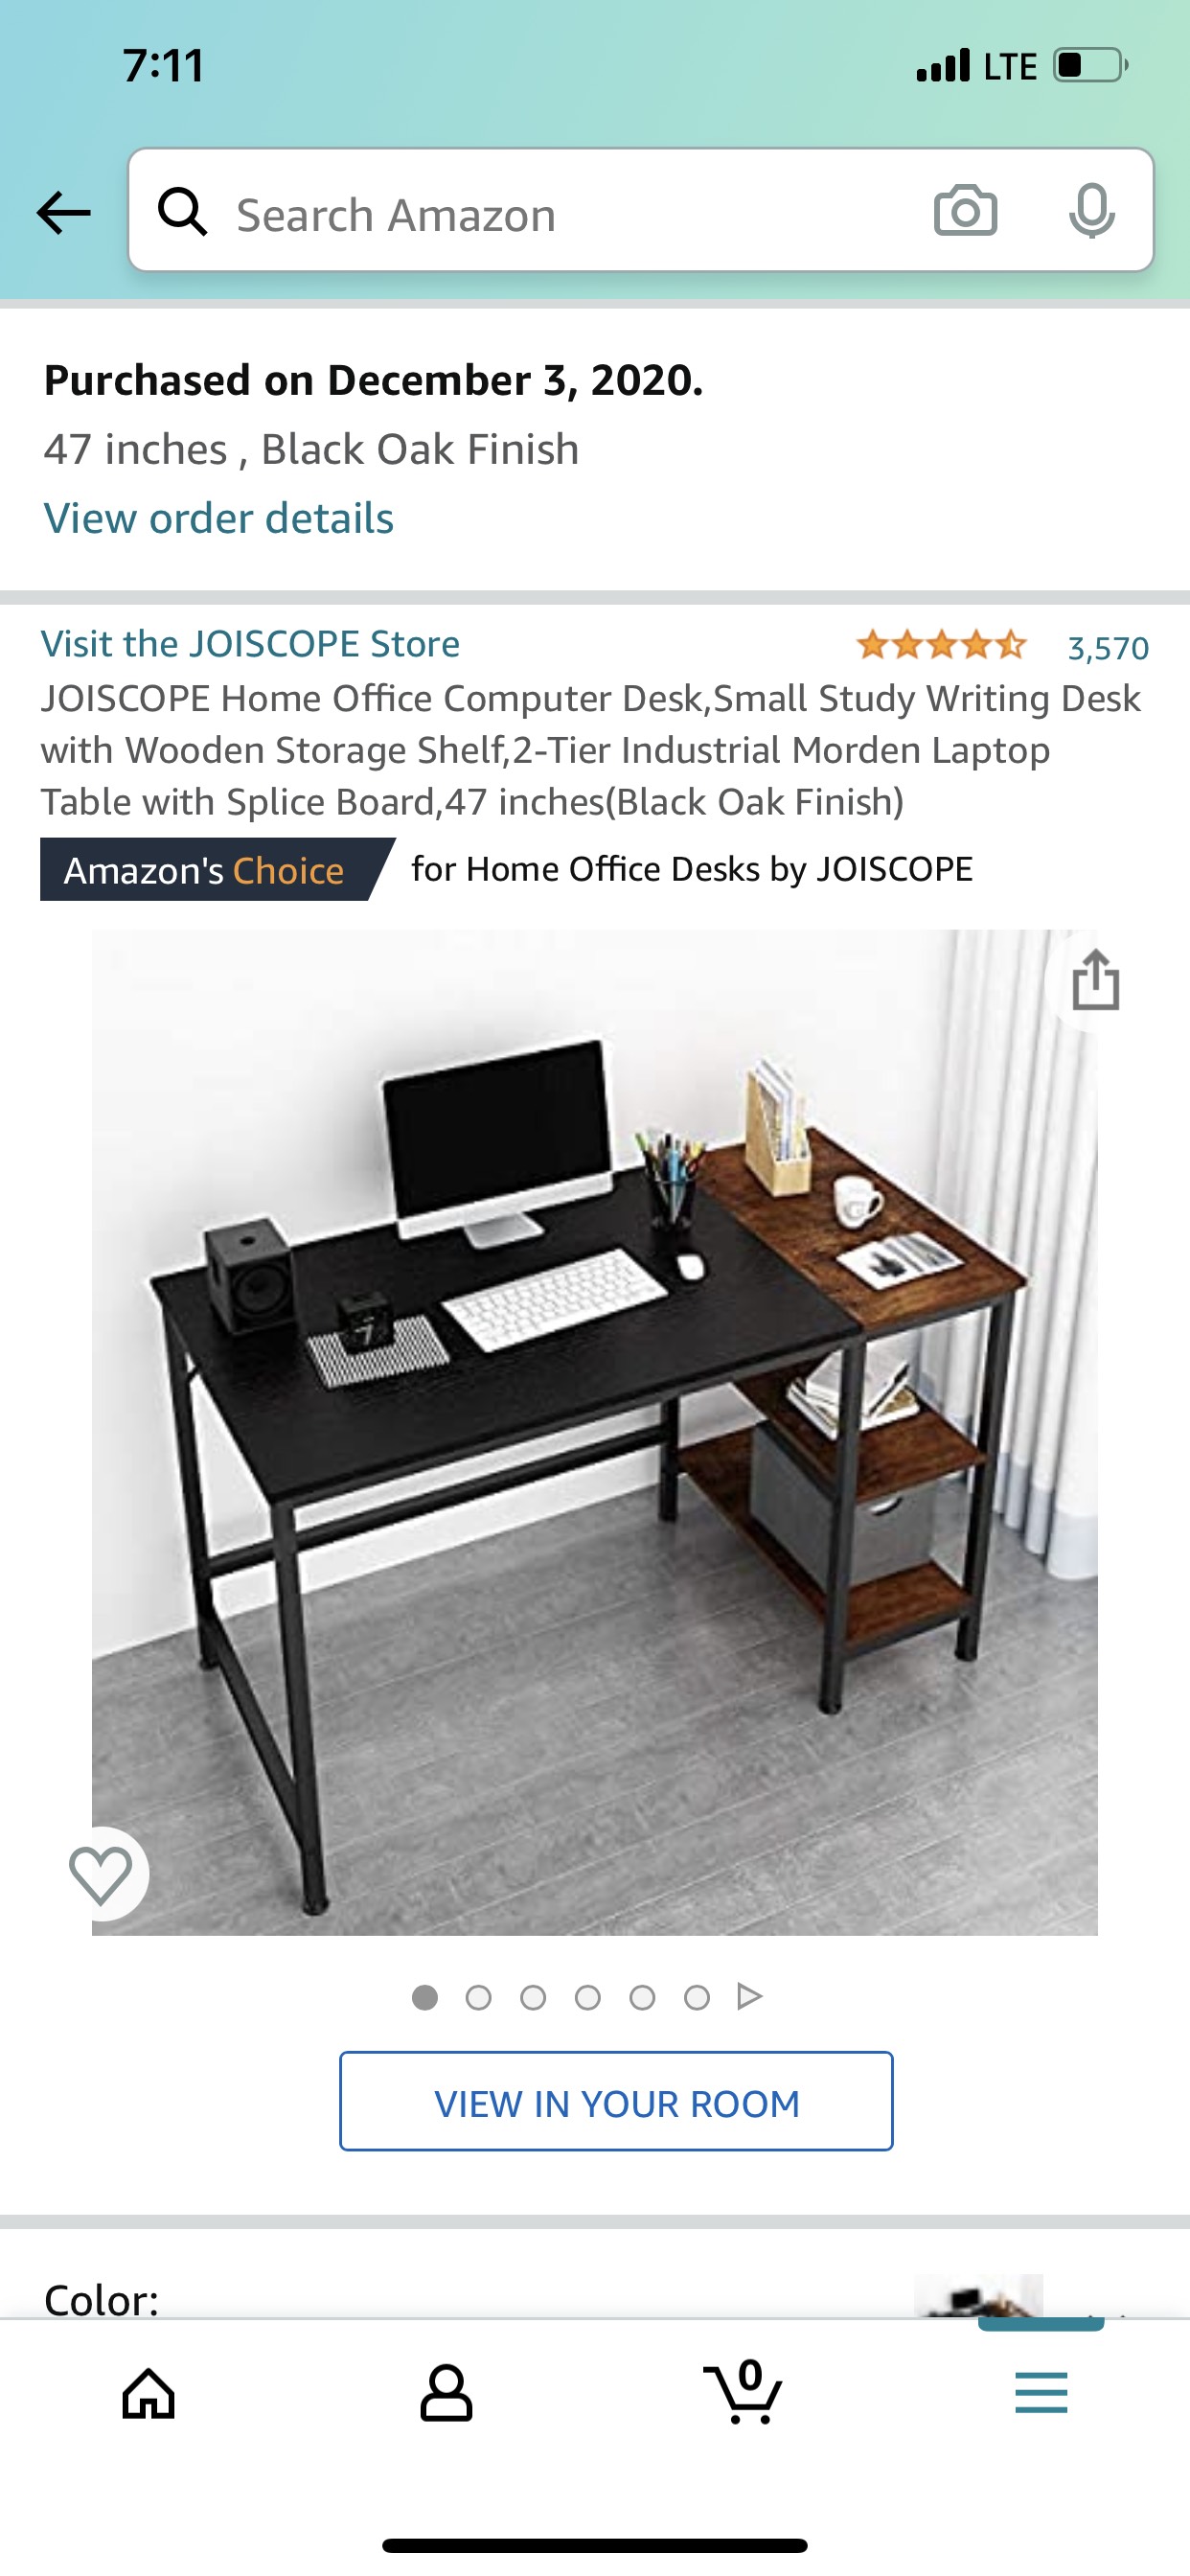 7:11
LTE
Search Amazon
Purchased on December 3, 2020.
47 inches , Black Oak Finish
View order details
Visit the JOISCOPE Store
3,570
JOISCOPE Home Office Computer Desk,Small Study Writing Desk
with Wooden Storage Shelf,2-Tier Industrial Morden Laptop
Table with Splice Board,47 inches(Black Oak Finish)
Amazon's Choice for Home Office Desks by JOISCOPE
VIEW IN YOUR ROOM
Color:
0